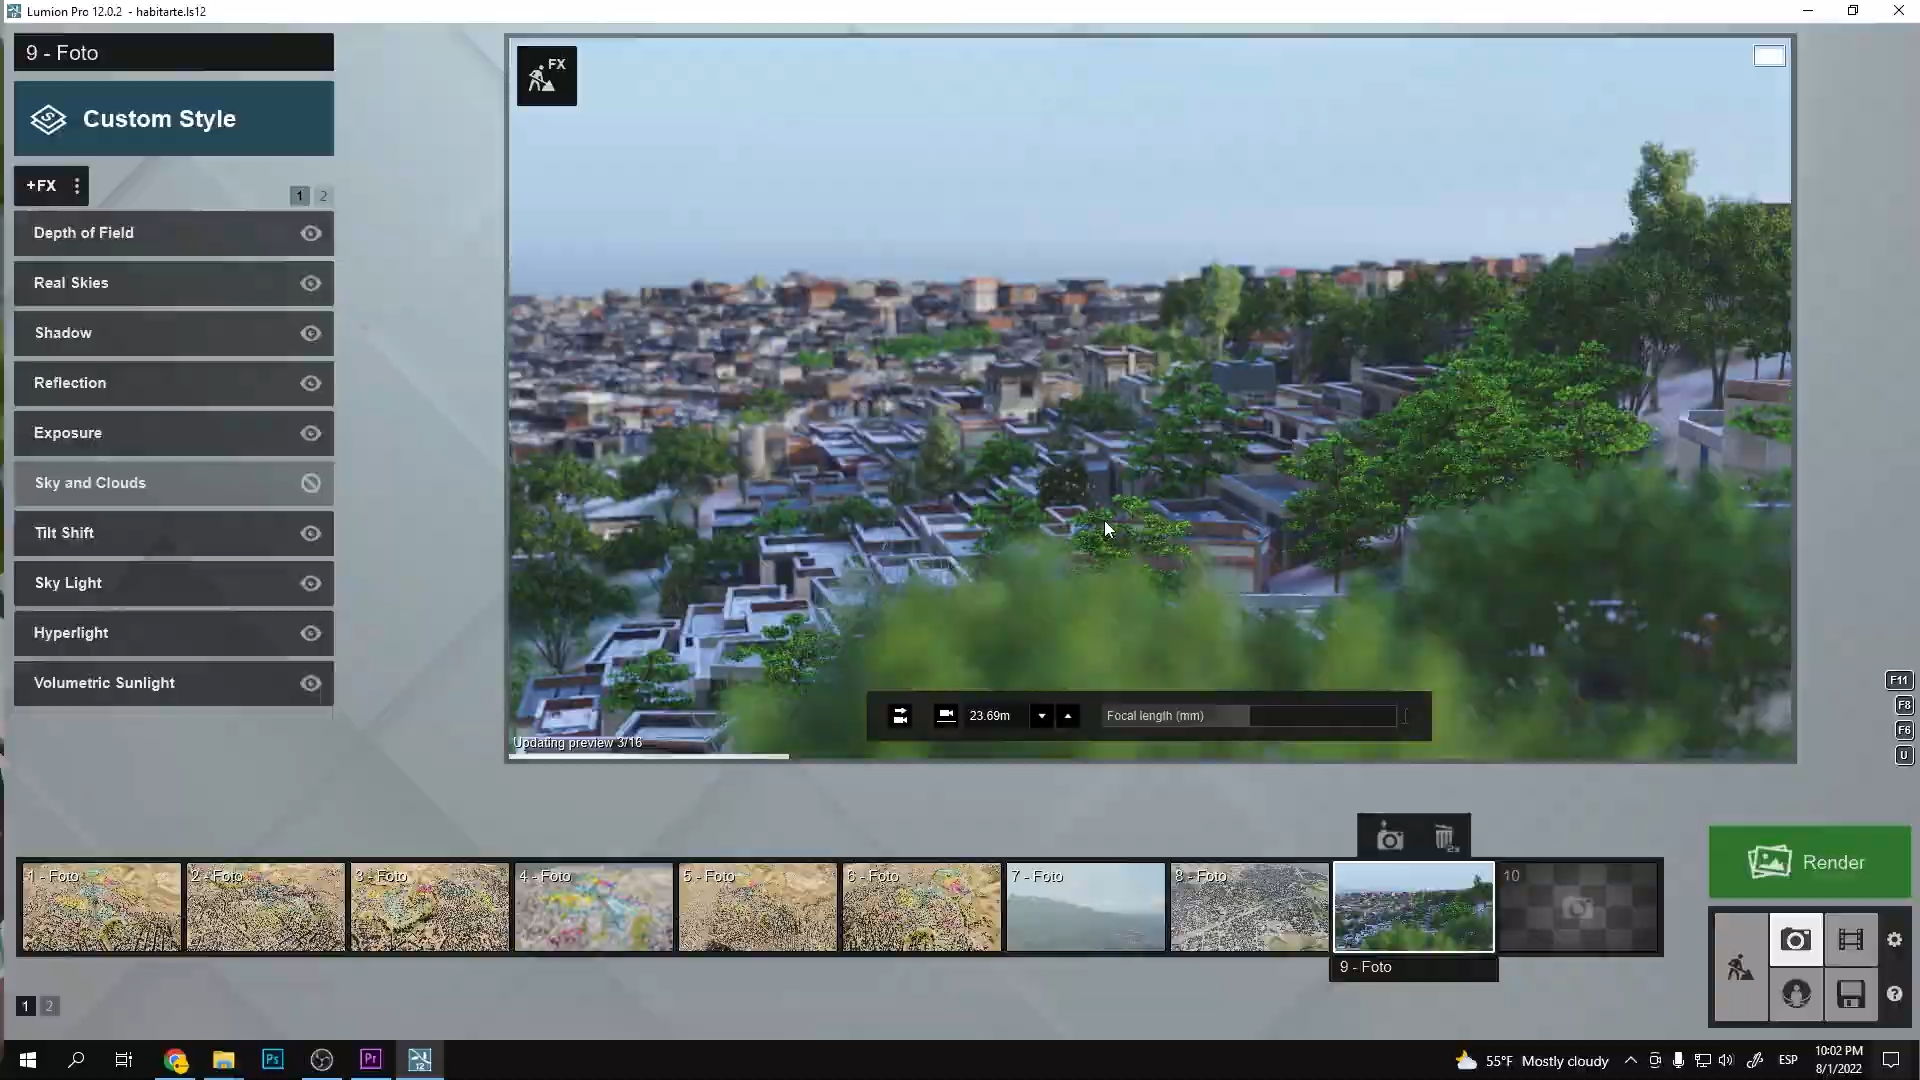 Lumion Pro 12.0.2 - habitarte.ls12
9 - Foto
Custom Style
+FX
1 2
Depth of Field
Real Skies
Shadow
Reflection
Exposure
Sky and Clouds
Tilt Shift
Sky Light
Hyperlight
Volumetric Sunlight
FX
23.69m
Focal length (mm)
Updating preview 3/16
F11
F8
F6
U
1 - Foto
2 - Foto
3 - Foto
4 - Foto
5 - Foto
6 - Foto
7 - Foto
8 - Foto
10
9 - Foto
Render
1 2
Ps
Pr
12
55°F Mostly cloudy
ESP
10:02 PM
8/1/2022